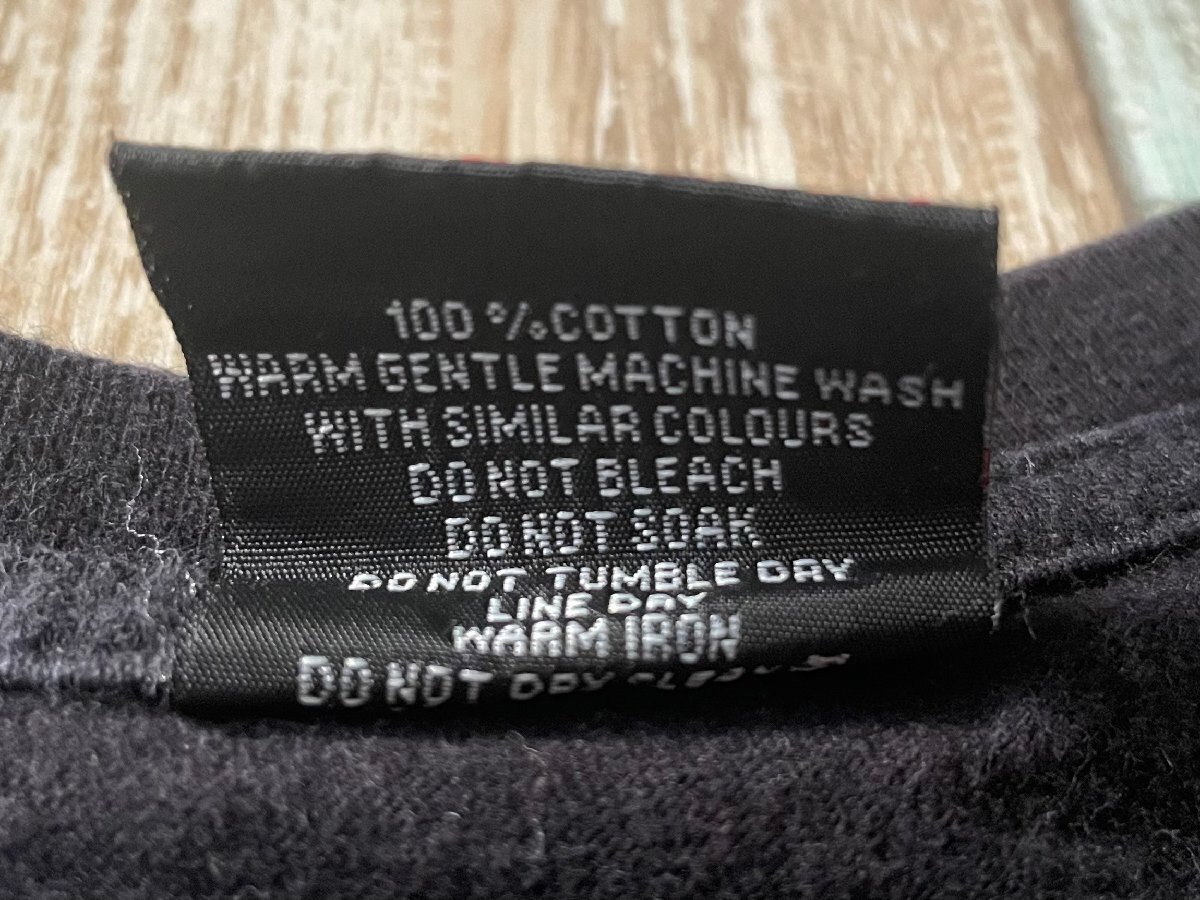 100 % COTTON
WARM GENTLE MACHINE WASH
WITH SIMILAR COLOURS
DO NOT BLEACH
DO NOT SOAK
DO NOT TUMBLE DRY
LINE DRY
WARM IRON
DO NOT DRY CLEAN